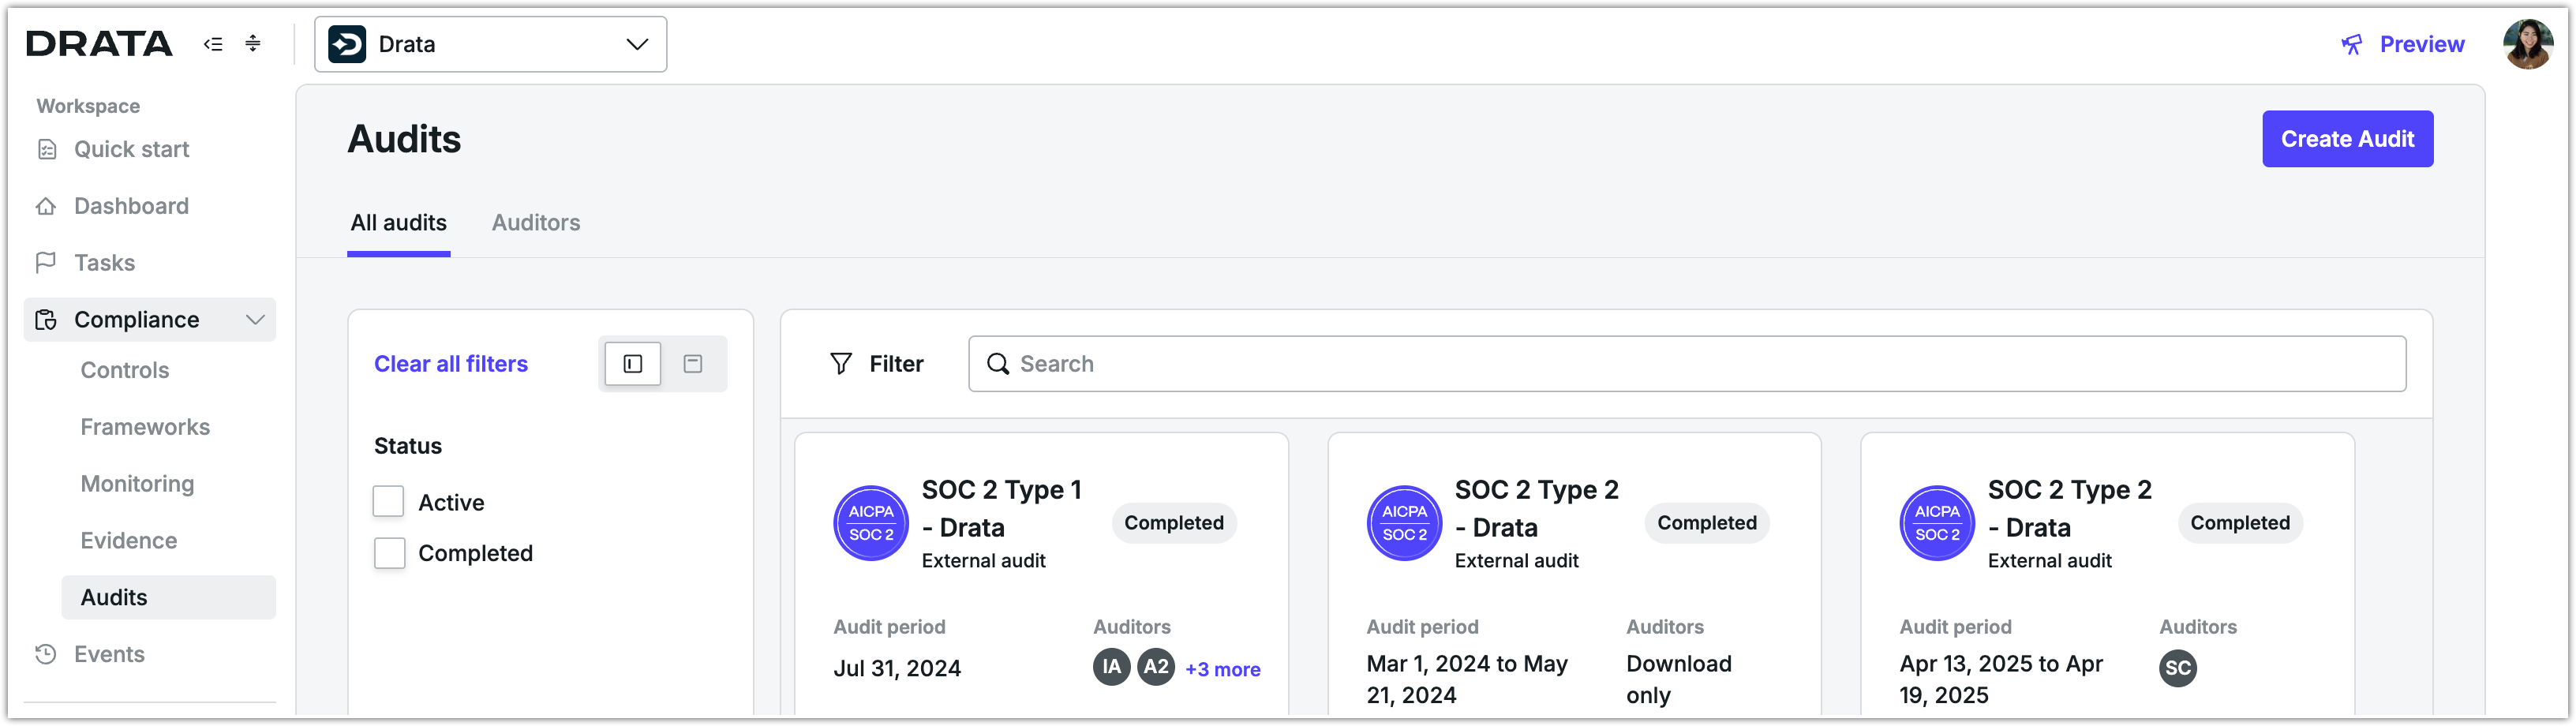 DRATA
Drata
Preview
Workspace
Quick start
Dashboard
Tasks
Compliance
Controls
Frameworks
Monitoring
Evidence
Audits
Events
Audits
Create Audit
All audits
Auditors
Clear all filters
Status
Active
Completed
Filter
Search
AICPA
SOC 2
SOC 2 Type 1
- Drata
External audit
Completed
Audit period
Jul 31, 2024
Auditors
IA
A2
+3 more
AICPA
SOC 2
SOC 2 Type 2
- Drata
External audit
Completed
Audit period
Mar 1, 2024 to May
21, 2024
Auditors
Download
only
AICPA
SOC 2
SOC 2 Type 2
- Drata
External audit
Completed
Audit period
Apr 13, 2025 to Apr
19, 2025
Auditors
SC